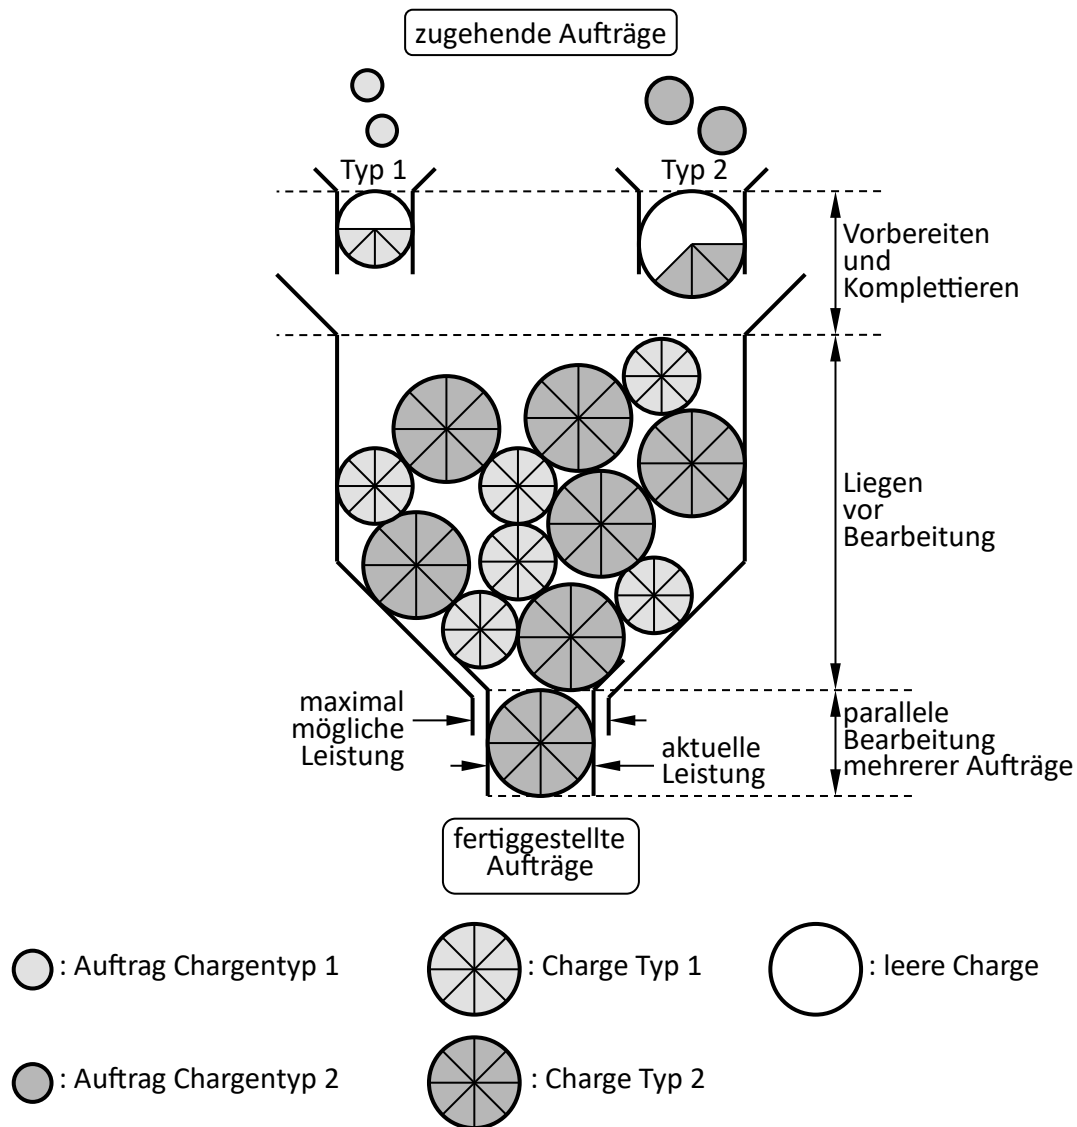 zugehende Aufträge
Typ 1
Typ 2
Vorbereiten
und
Komplettieren
Liegen
vor
Bearbeitung
maximal
mögliche
Leistung
aktuelle
Leistung
parallele
Bearbeitung
mehrerer Aufträge
fertiggestellte
Aufträge
: Auftrag Chargentyp 1
: Charge Typ 1
: leere Charge
: Auftrag Chargentyp 2
: Charge Typ 2